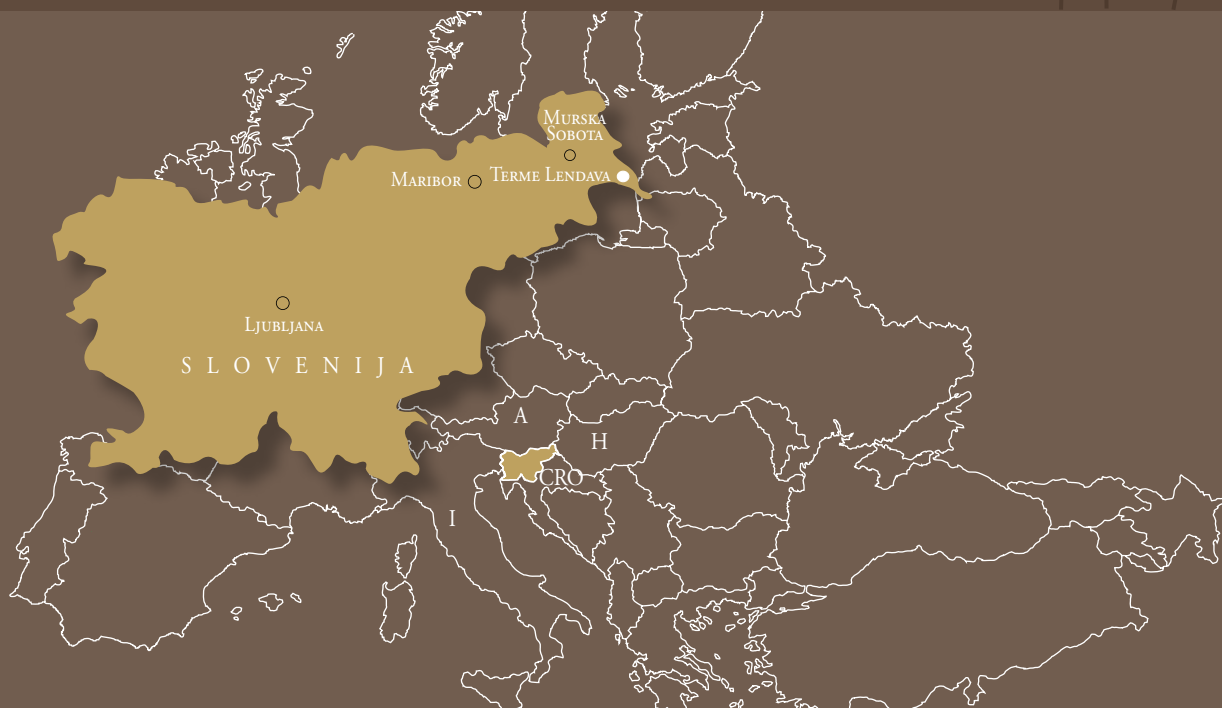 Murska
Sobota
Maribor
Terme Lendava
Ljubljana
SLOVENIJA
A
H
CRO
I